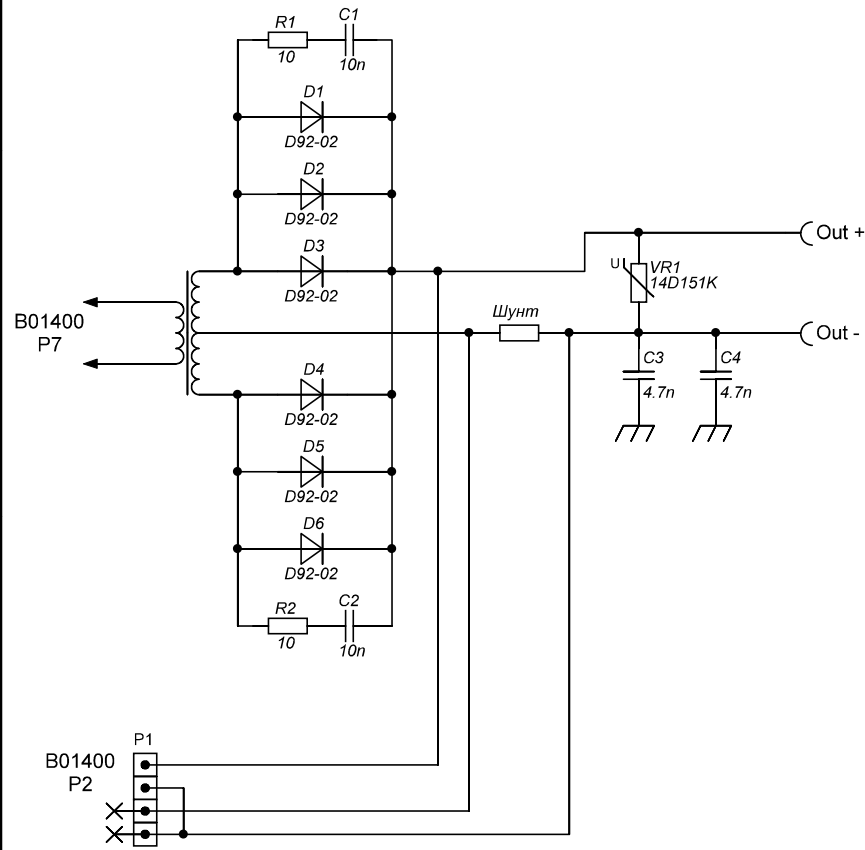 R1
C1
10
10n
D1
D92-02
D2
D92-02
D3
D92-02
Out +
U
VR1
14D151K
B01400
P7
Шунт
Out -
D4
D92-02
C3
4.7n
C4
4.7n
D5
D92-02
D6
D92-02
R2
C2
10
10n
P1
B01400
P2